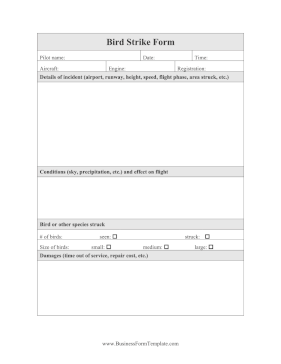 Bird Strike Form
Pilot name: Date: Time:
Aircraft: Engine: Registration:
Details of incident (airport, runway, height, speed, flight phase, area struck, etc.)
Conditions (sky, precipitation, etc.) and effect on flight
Bird or other species struck
# of birds: seen: struck:
Size of birds: small: medium: large:
Damages (time out of service, repair cost, etc.)
www.BusinessFormTemplate.com